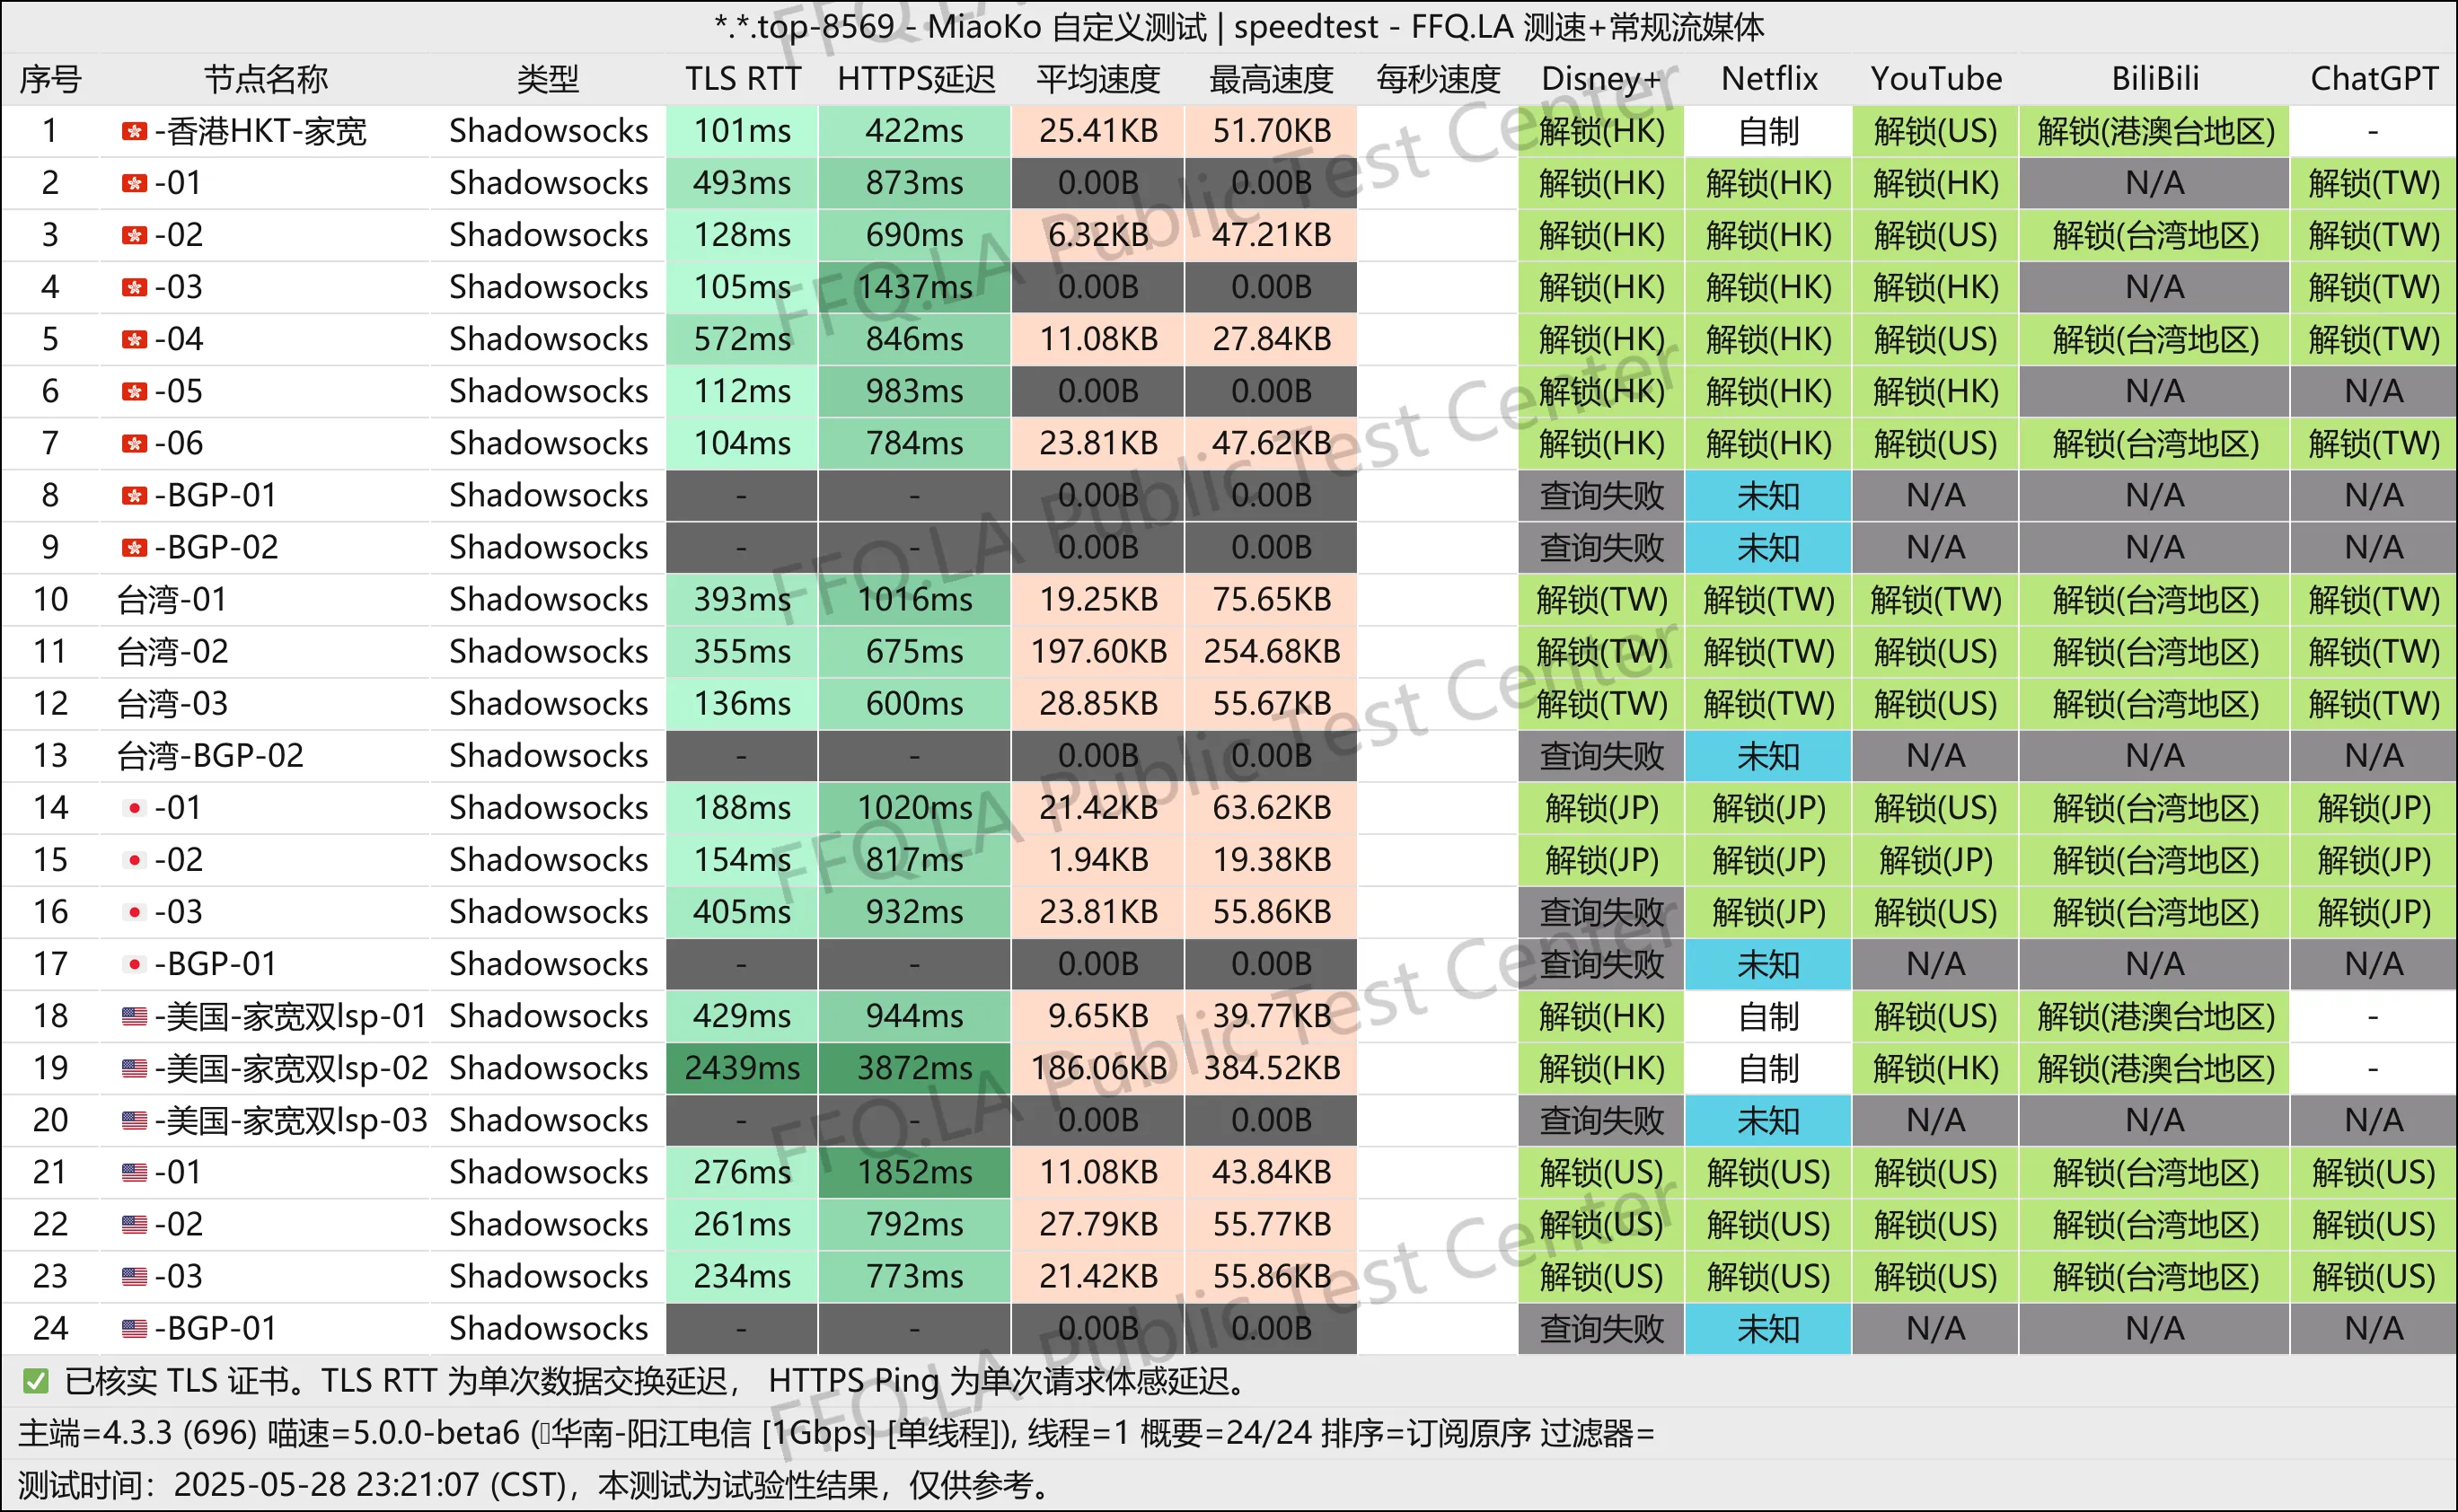 *.*.top-8569 - MiaoKo 自定义测试 | speedtest - FFQ.LA 测速+常规流媒体
序号 节点名称 类型 TLS RTT HTTPS延迟 平均速度 最高速度 每秒速度 Disney+ Netflix YouTube BiliBili ChatGPT
1 -香港HKT-家宽 Shadowsocks 101ms 422ms 25.41KB 51.70KB 解锁(HK) 自制 解锁(US) 解锁(港澳台地区) -
2 -01 Shadowsocks 493ms 873ms 0.00B 0.00B 解锁(HK) 解锁(HK) 解锁(HK) N/A 解锁(TW)
3 -02 Shadowsocks 128ms 690ms 6.32KB 47.21KB 解锁(HK) 解锁(HK) 解锁(US) 解锁(台湾地区) 解锁(TW)
4 -03 Shadowsocks 105ms 1437ms 0.00B 0.00B 解锁(HK) 解锁(HK) 解锁(HK) N/A 解锁(TW)
5 -04 Shadowsocks 572ms 846ms 11.08KB 27.84KB 解锁(HK) 解锁(HK) 解锁(US) 解锁(台湾地区) 解锁(TW)
6 -05 Shadowsocks 112ms 983ms 0.00B 0.00B 解锁(HK) 解锁(HK) 解锁(HK) N/A N/A
7 -06 Shadowsocks 104ms 784ms 23.81KB 47.62KB 解锁(HK) 解锁(HK) 解锁(US) 解锁(台湾地区) 解锁(TW)
8 -BGP-01 Shadowsocks - - 0.00B 0.00B 查询失败 未知 N/A N/A N/A
9 -BGP-02 Shadowsocks - - 0.00B 0.00B 查询失败 未知 N/A N/A N/A
10 台湾-01 Shadowsocks 393ms 1016ms 19.25KB 75.65KB 解锁(TW) 解锁(TW) 解锁(TW) 解锁(台湾地区) 解锁(TW)
11 台湾-02 Shadowsocks 355ms 675ms 197.60KB 254.68KB 解锁(TW) 解锁(TW) 解锁(US) 解锁(台湾地区) 解锁(TW)
12 台湾-03 Shadowsocks 136ms 600ms 28.85KB 55.67KB 解锁(TW) 解锁(TW) 解锁(US) 解锁(台湾地区) 解锁(TW)
13 台湾-BGP-02 Shadowsocks - - 0.00B 0.00B 查询失败 未知 N/A N/A N/A
14 -01 Shadowsocks 188ms 1020ms 21.42KB 63.62KB 解锁(JP) 解锁(JP) 解锁(US) 解锁(台湾地区) 解锁(JP)
15 -02 Shadowsocks 154ms 817ms 1.94KB 19.38KB 解锁(JP) 解锁(JP) 解锁(JP) 解锁(台湾地区) 解锁(JP)
16 -03 Shadowsocks 405ms 932ms 23.81KB 55.86KB 查询失败 解锁(JP) 解锁(US) 解锁(台湾地区) 解锁(JP)
17 -BGP-01 Shadowsocks - - 0.00B 0.00B 查询失败 未知 N/A N/A N/A
18 -美国-家宽双lsp-01 Shadowsocks 429ms 944ms 9.65KB 39.77KB 解锁(HK) 自制 解锁(US) 解锁(港澳台地区) -
19 -美国-家宽双lsp-02 Shadowsocks 2439ms 3872ms 186.06KB 384.52KB 解锁(HK) 自制 解锁(HK) 解锁(港澳台地区) -
20 -美国-家宽双lsp-03 Shadowsocks - - 0.00B 0.00B 查询失败 未知 N/A N/A N/A
21 -01 Shadowsocks 276ms 1852ms 11.08KB 43.84KB 解锁(US) 解锁(US) 解锁(US) 解锁(台湾地区) 解锁(US)
22 -02 Shadowsocks 261ms 792ms 27.79KB 55.77KB 解锁(US) 解锁(US) 解锁(US) 解锁(台湾地区) 解锁(US)
23 -03 Shadowsocks 234ms 773ms 21.42KB 55.86KB 解锁(US) 解锁(US) 解锁(US) 解锁(台湾地区) 解锁(US)
24 -BGP-01 Shadowsocks - - 0.00B 0.00B 查询失败 未知 N/A N/A N/A
✅ 已核实 TLS 证书。TLS RTT 为单次数据交换延迟， HTTPS Ping 为单次请求体感延迟。
主端=4.3.3 (696) 喵速=5.0.0-beta6 (华南-阳江电信 [1Gbps] [单线程]), 线程=1 概要=24/24 排序=订阅原序 过滤器=
测试时间：2025-05-28 23:21:07 (CST)，本测试为试验性结果，仅供参考。
FFQ.LA Public Test Center
FFQ.LA Public Test Center
FFQ.LA Public Test Center
FFQ.LA Public Test Center
FFQ.LA Public Test Center